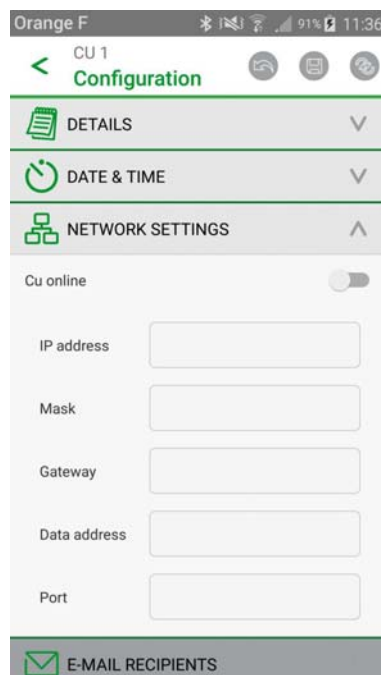 Orange F 91% 11:36
CU 1
Configuration
DETAILS
DATE & TIME
NETWORK SETTINGS
Cu online
IP address
Mask
Gateway
Data address
Port
E-MAIL RECIPIENTS